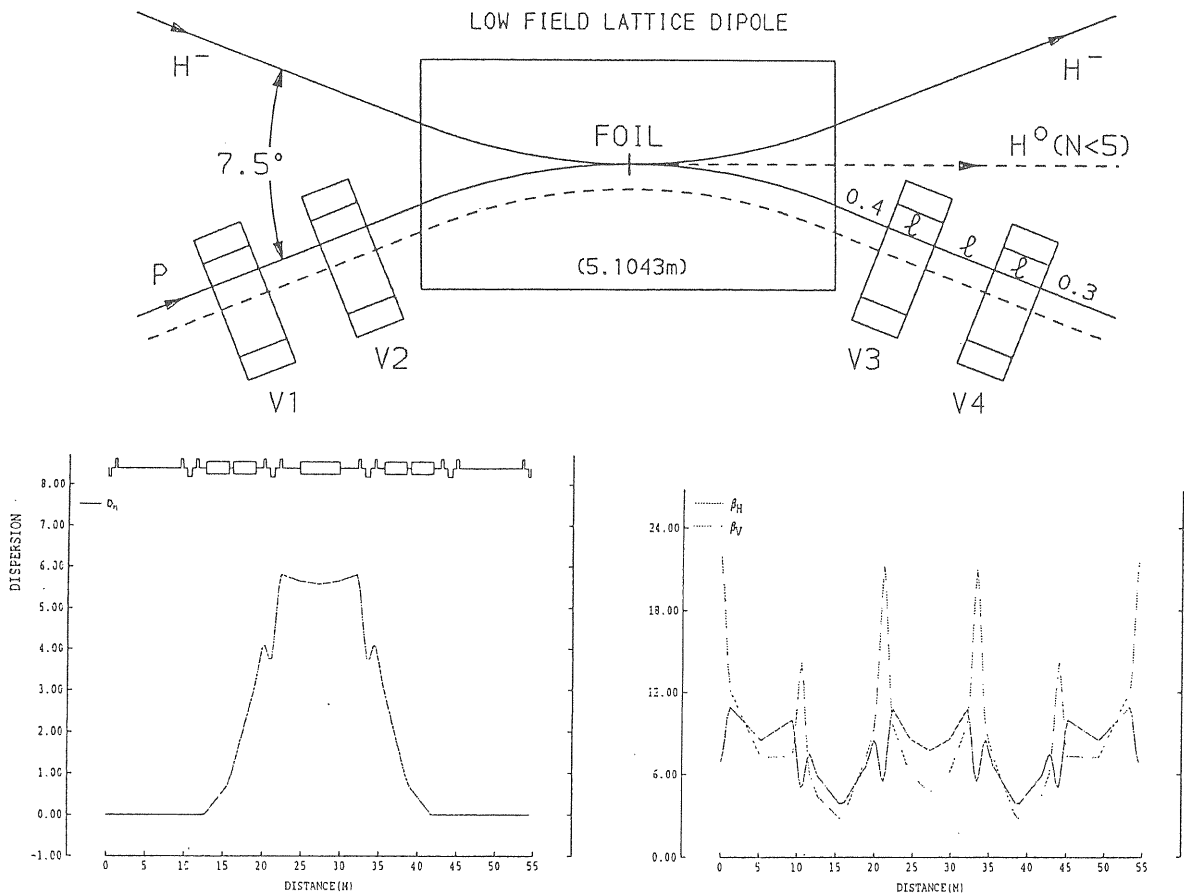 LOW FIELD LATTICE DIPOLE
H⁻
H⁻
FOIL
H⁰(N<5)
7.5°
0.4
ℓ
ℓ
ℓ
0.3
P
(5.1043m)
V1
V2
V3
V4
DISPERSION
8.00
7.00
6.00
5.00
4.00
3.00
2.00
1.00
0.00
-1.00
0 5 10 15 20 25 30 35 40 45 50 55
DISTANCE(M)
β_H
β_V
24.00
18.00
12.00
6.00
0.00
0 5 10 15 20 25 30 35 40 45 50 55
DISTANCE(M)